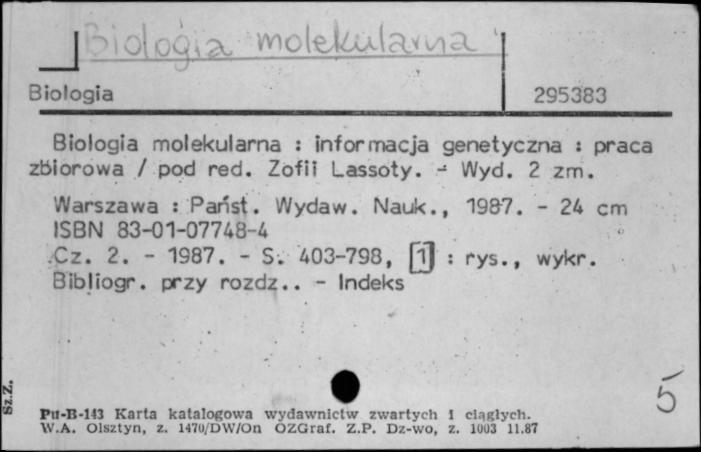 Biologia molekularna
Biologia 295383
Biologia molekularna : informacja genetyczna : praca
zbiorowa / pod red. Zofii Lassoty. - Wyd. 2 zm.
Warszawa : Państ. Wydaw. Nauk., 1987. - 24 cm
ISBN 83-01-07748-4
Cz. 2. - 1987. - S. 403-798, [1] : rys., wykr.
Bibliogr. przy rozdz.. - Indeks
Sz.Z.
5
Pu-B-143 Karta katalogowa wydawnictw zwartych i ciągłych.
W.A. Olsztyn, z. 1470/DW/On OZGraf. Z.P. Dz-wo, z. 1003 11.87